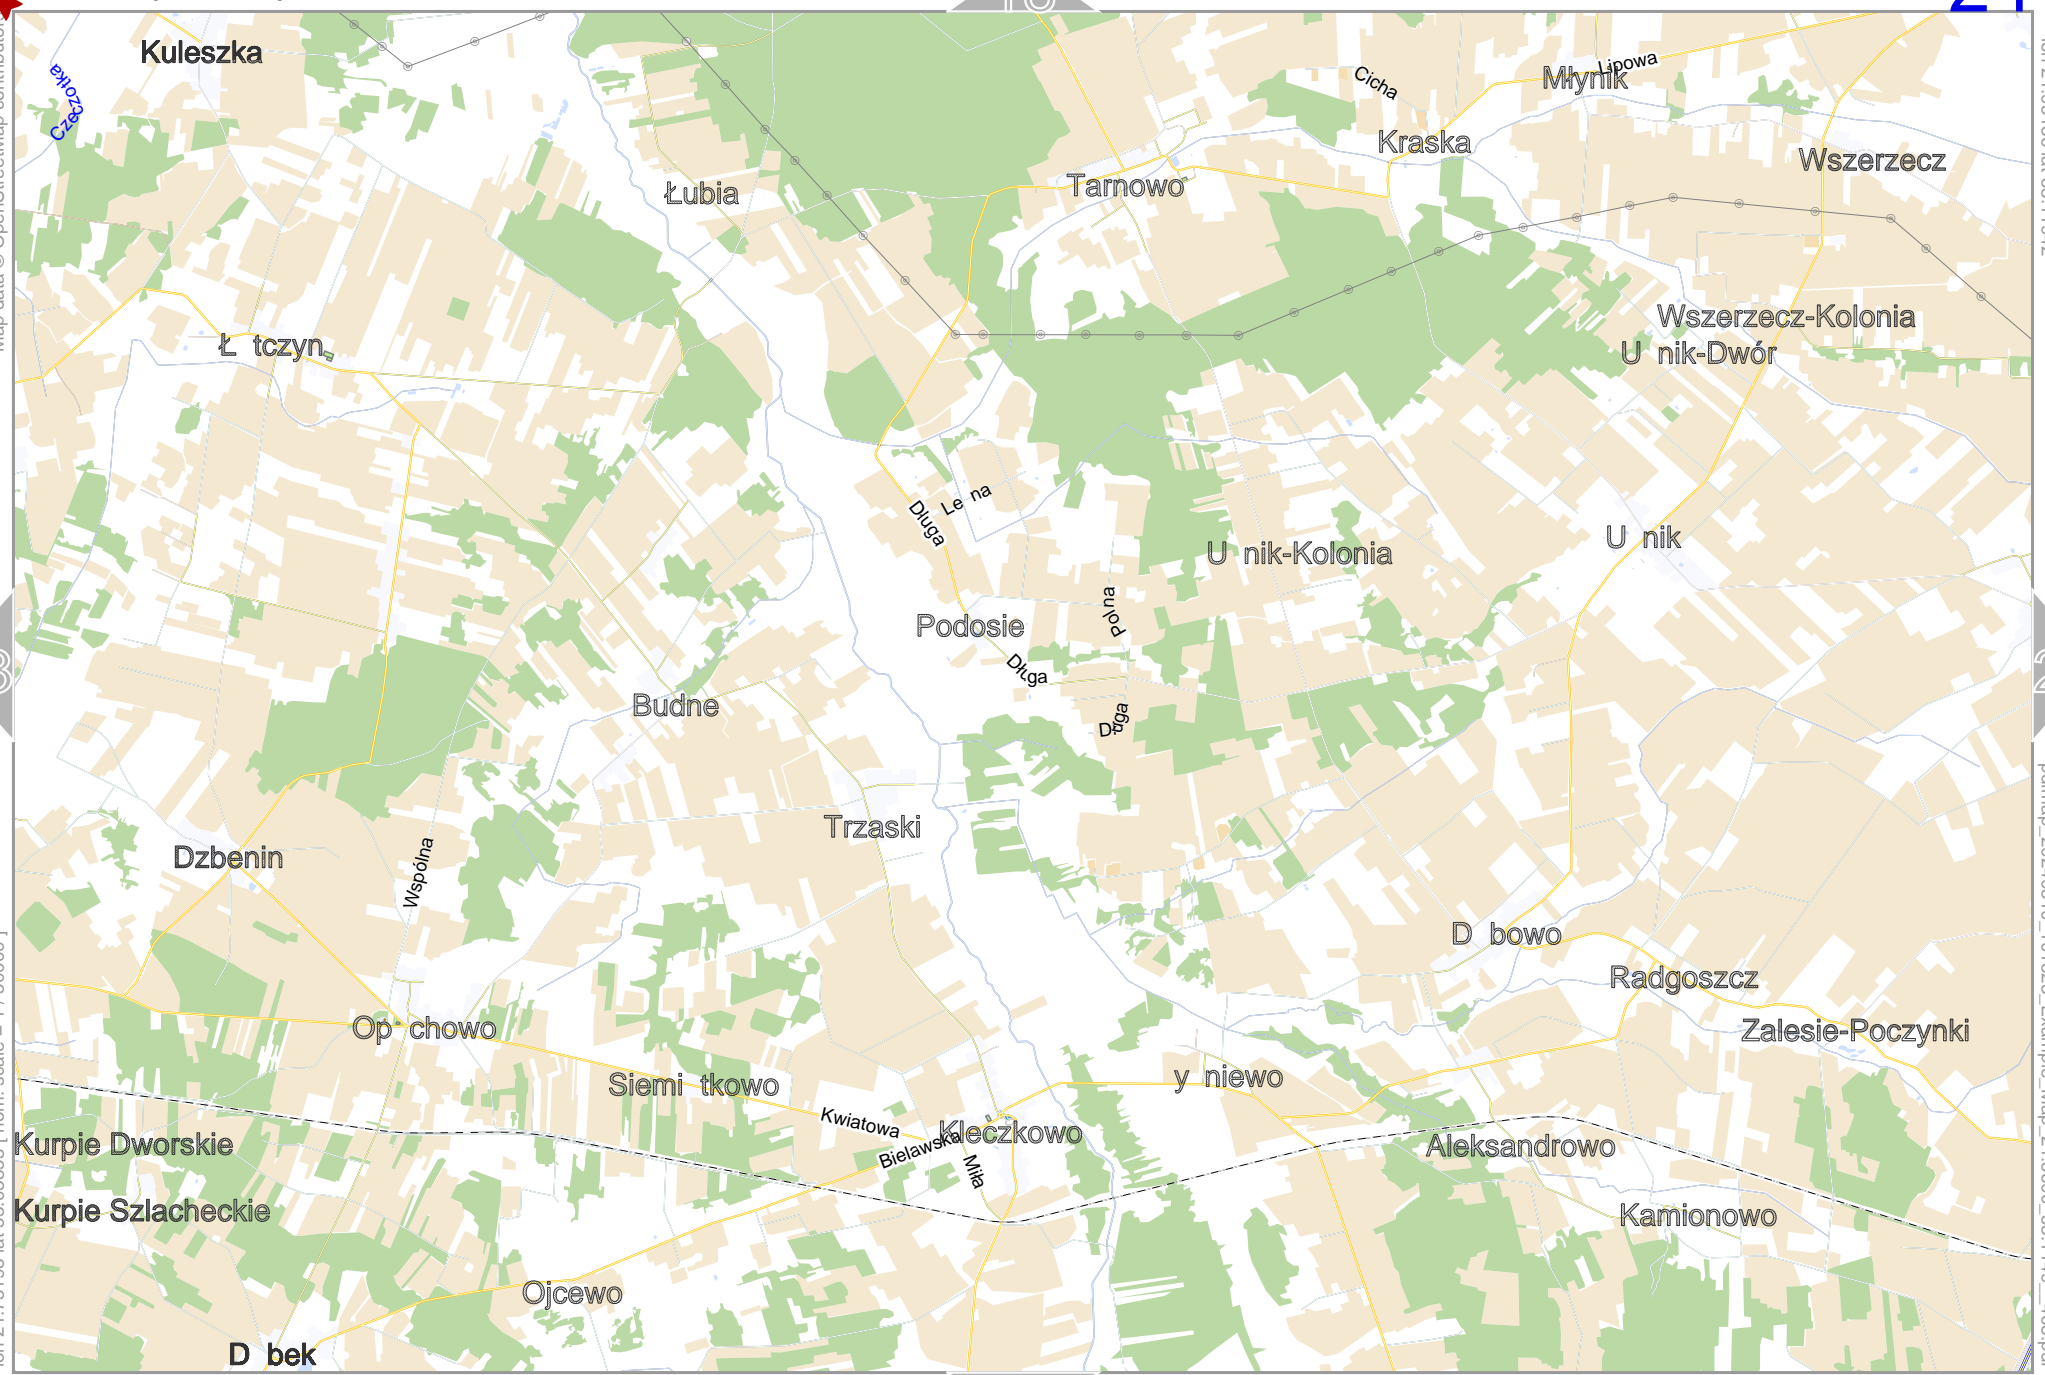 Kuleszka
Czeczotka
Cicha
Młynik
Lipowa
Kraska
Wszerzecz
Łubia
Tarnowo
Wszerzecz-Kolonia
U nik-Dwór
Ł tczyn
Le na
Długa
U nik
U nik-Kolonia
Polna
Podosie
Długa
Budne
Długa
Trzaski
Dzbenin
Wspólna
D bowo
Radgoszcz
Op chowo
Zalesie-Poczynki
Siemi tkowo
y niewo
Kwiatowa
Kleczkowo
Bielawska
Miła
Kurpie Dworskie
Aleksandrowo
Kurpie Szlacheckie
Kamionowo
Ojcewo
D bek